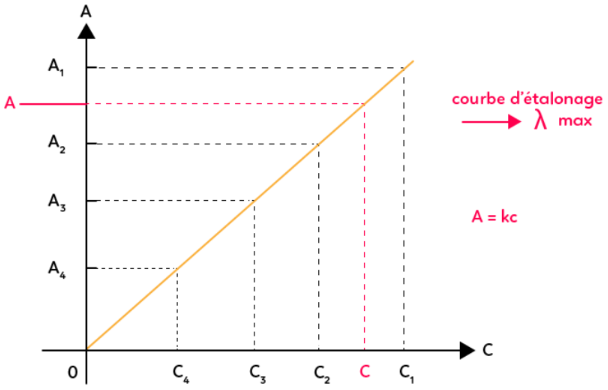 A
A₁
A
courbe d'étalonage
λ max
A₂
A₃
A = kc
A₄
0
C₄
C₃
C₂
C
C₁
C